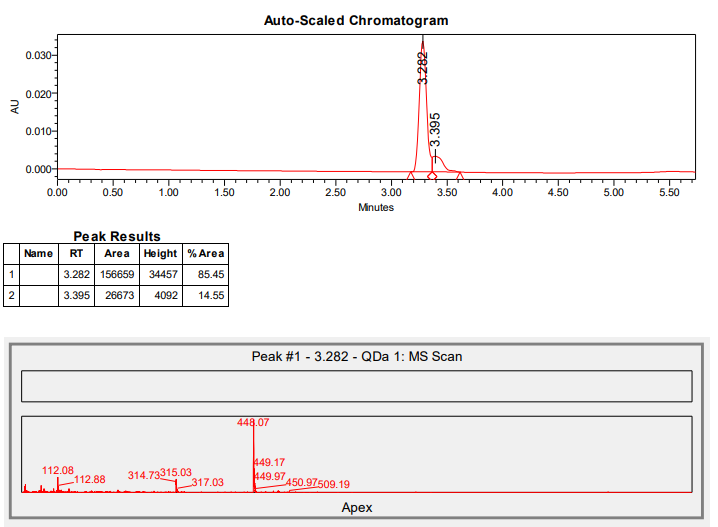 Auto-Scaled Chromatogram
AU
0.030
0.020
0.010
0.000
3.282
3.395
0.00 0.50 1.00 1.50 2.00 2.50 3.00 3.50 4.00 4.50 5.00 5.50
Minutes
Peak Results
Name RT Area Height % Area
1 3.282 156659 34457 85.45
2 3.395 26673 4092 14.55
Peak #1 - 3.282 - QDa 1: MS Scan
448.07
449.17
112.08 314.73 315.03 449.97
112.88 317.03 450.97 509.19
Apex